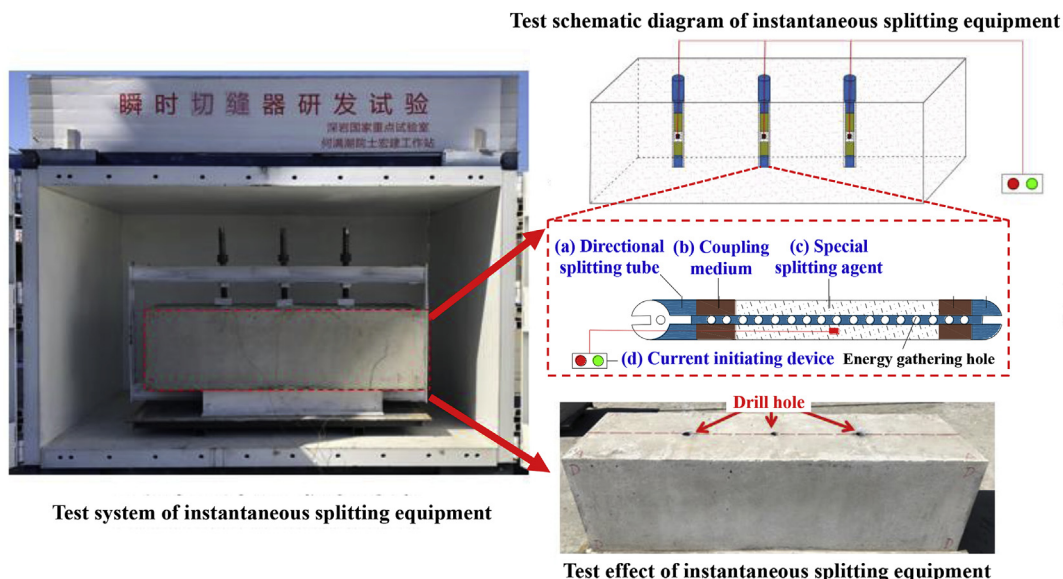 Test schematic diagram of instantaneous splitting equipment
瞬时切缝器研发试验
深岩国家重点试验室
何满潮院士宏建工作站
(a) Directional
splitting tube
(b) Coupling
medium
(c) Special
splitting agent
(d) Current initiating device
Energy gathering hole
Drill hole
D
D
Test system of instantaneous splitting equipment
Test effect of instantaneous splitting equipment